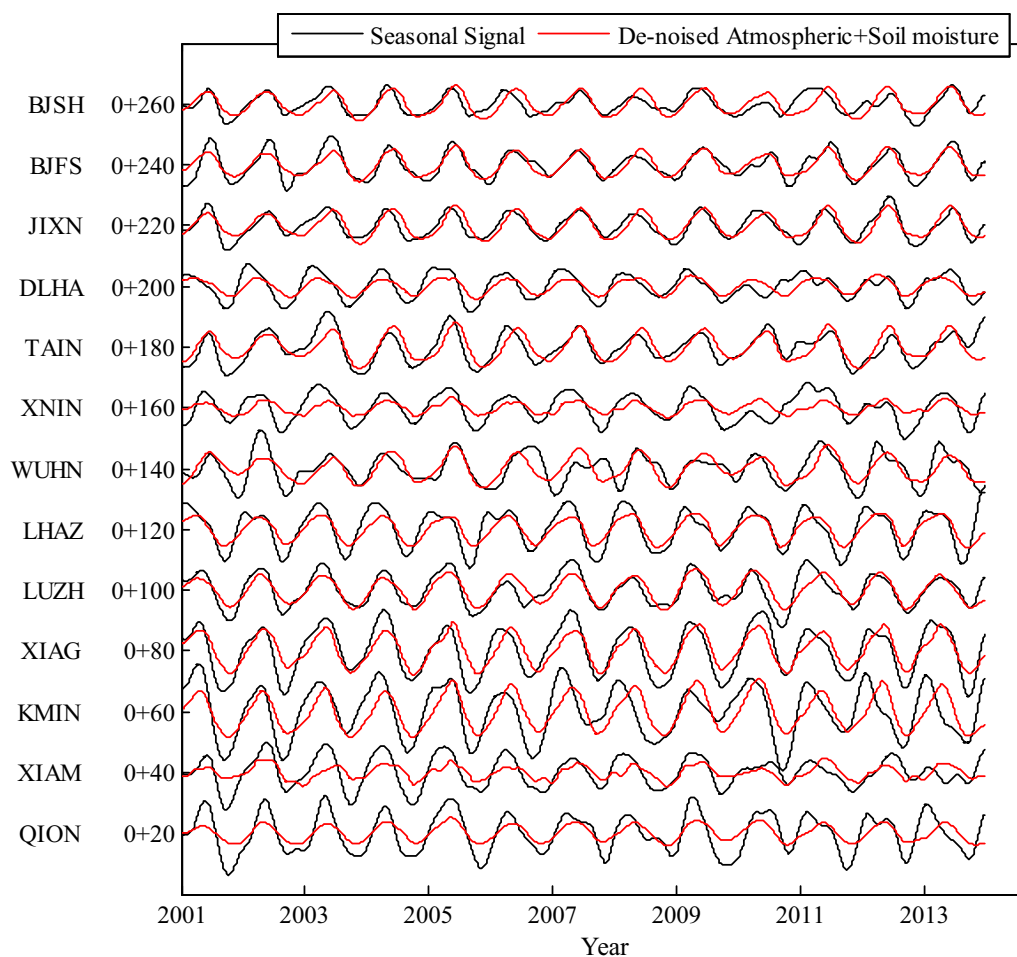 Seasonal Signal De-noised Atmospheric+Soil moisture
BJSH 0+260
BJFS 0+240
JIXN 0+220
DLHA 0+200
TAIN 0+180
XNIN 0+160
WUHN 0+140
LHAZ 0+120
LUZH 0+100
XIAG 0+80
KMIN 0+60
XIAM 0+40
QION 0+20
2001 2003 2005 2007 2009 2011 2013
Year